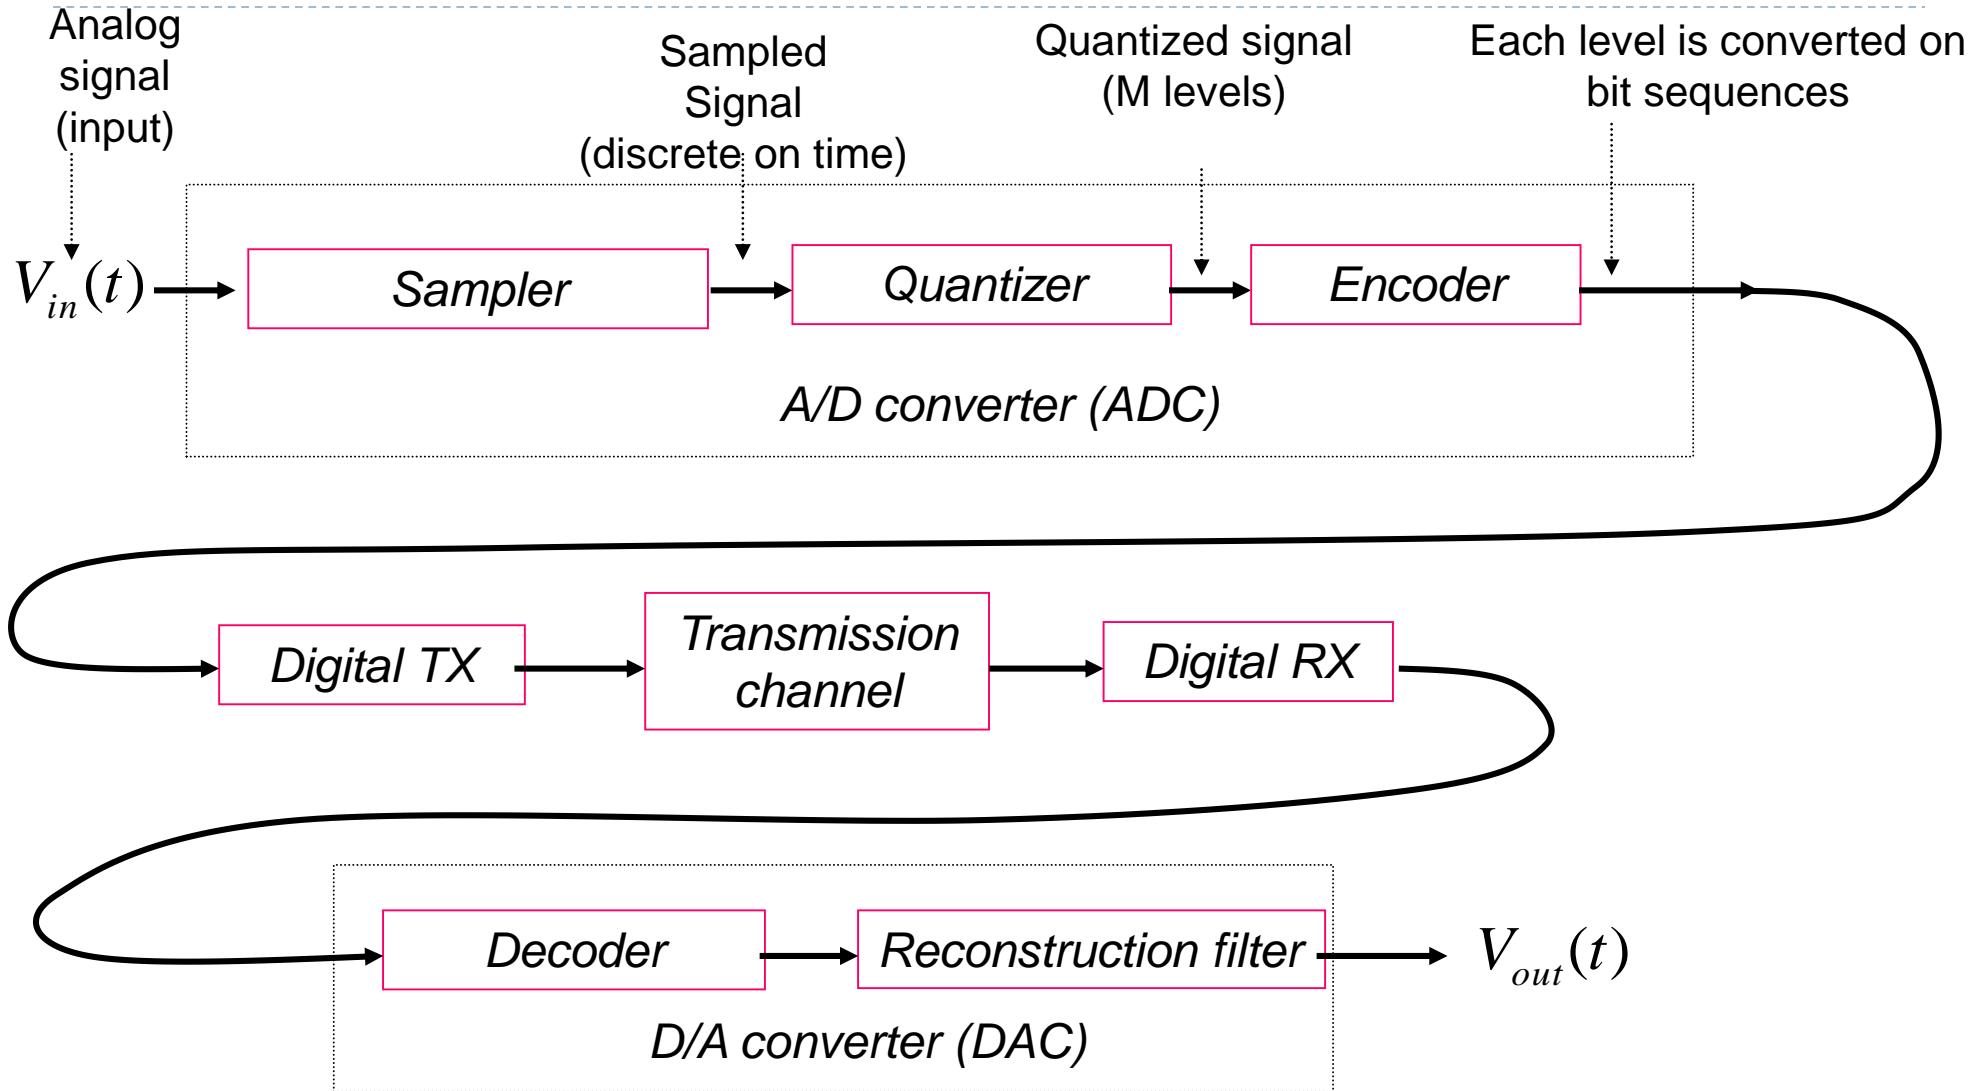 Analog
signal
(input)
Sampled
Signal
(discrete on time)
Quantized signal
(M levels)
Each level is converted on
bit sequences
V_in(t)
Sampler
Quantizer
Encoder
A/D converter (ADC)
Digital TX
Transmission
channel
Digital RX
Decoder
Reconstruction filter
V_out(t)
D/A converter (DAC)